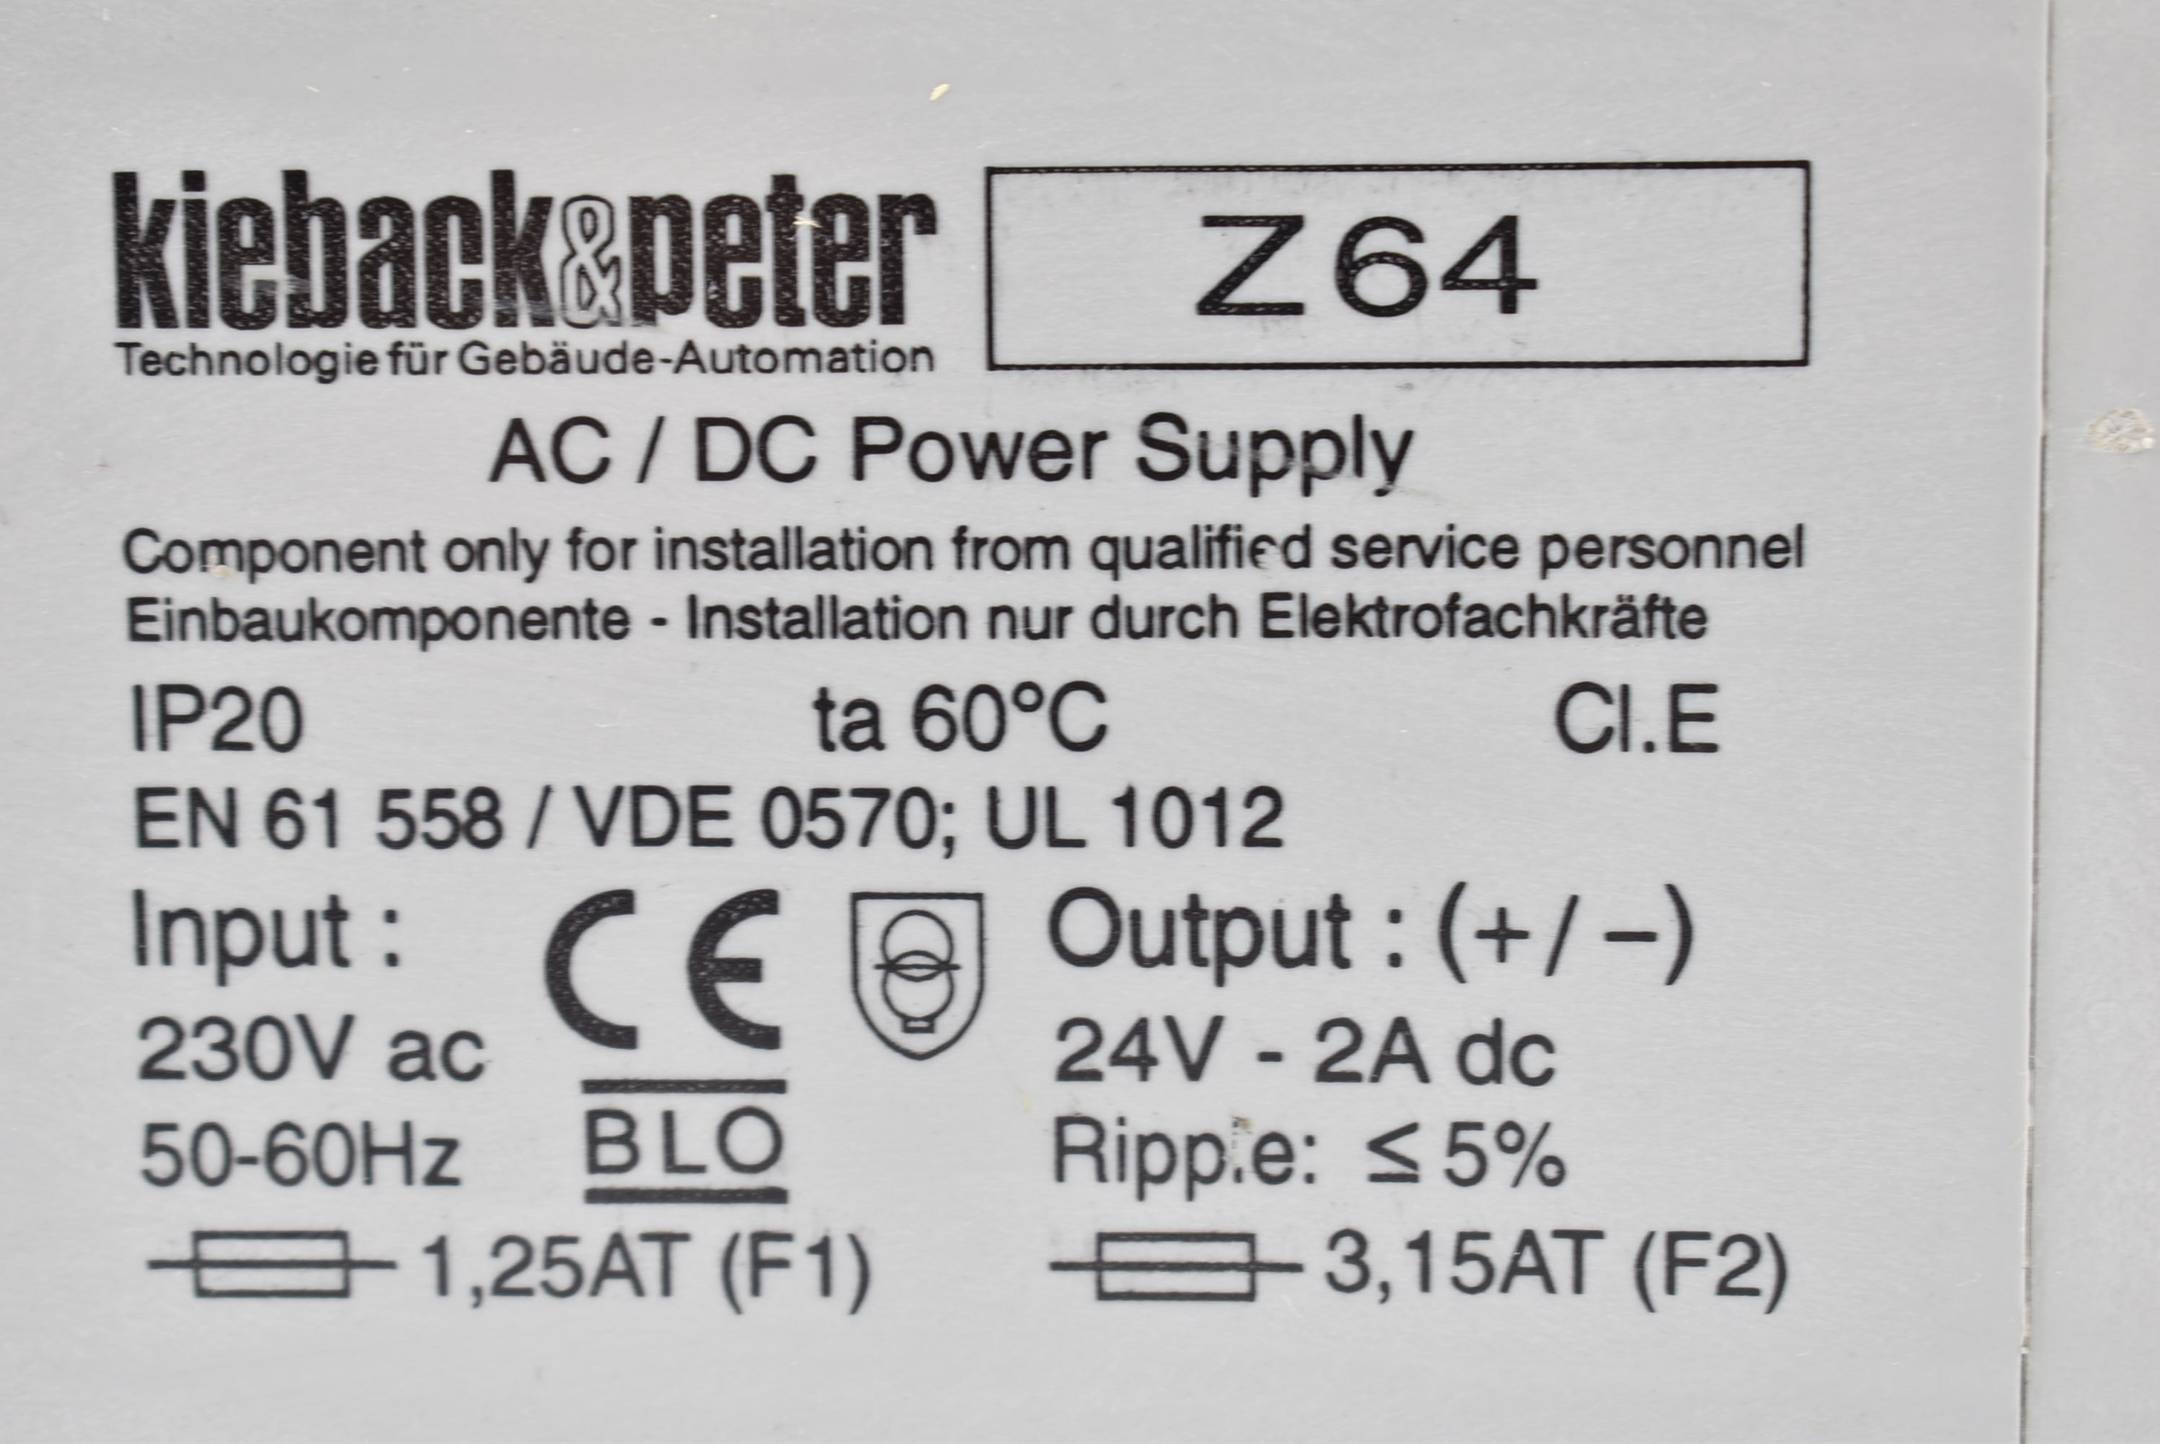 kieback&peter
Technologie für Gebäude-Automation
Z64
AC / DC Power Supply
Component only for installation from qualified service personnel
Einbaukomponente - Installation nur durch Elektrofachkräfte
IP20 ta 60°C Cl.E
EN 61 558 / VDE 0570; UL 1012
Input :
230V ac
50-60Hz
1,25AT (F1)
CE
BLO
Output : (+/−)
24V - 2A dc
Ripple: ≤ 5%
3,15AT (F2)